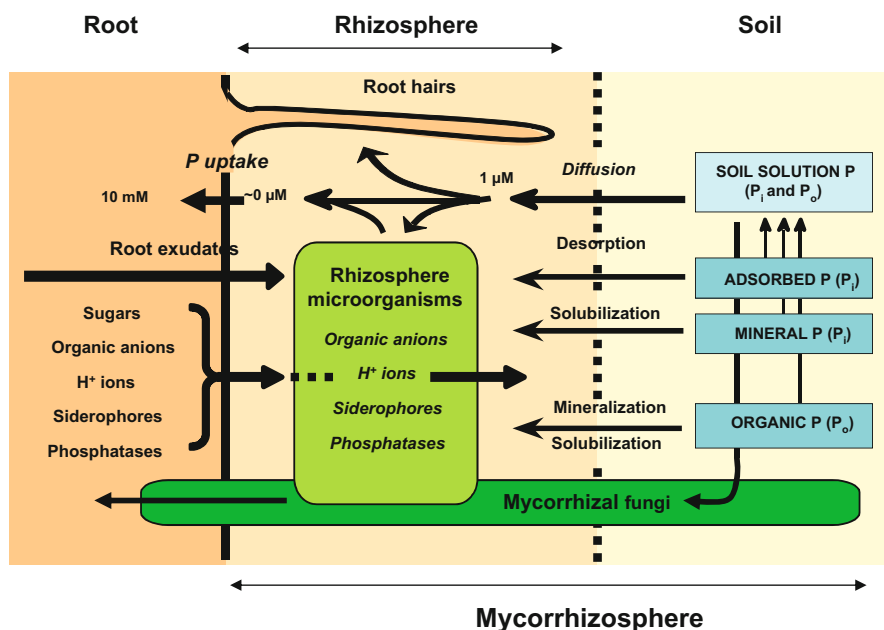 Root
Rhizosphere
Soil
Root hairs
P uptake
10 mM
~0 µM
1 µM
Diffusion
SOIL SOLUTION P
(Pi and Po)
Root exudates
Desorption
ADSORBED P (Pi)
Rhizosphere
microorganisms
Sugars
Organic anions
H+ ions
Siderophores
Phosphatases
Organic anions
H+ ions
Siderophores
Phosphatases
Solubilization
MINERAL P (Pi)
Mineralization
Solubilization
ORGANIC P (Po)
Mycorrhizal fungi
Mycorrhizosphere